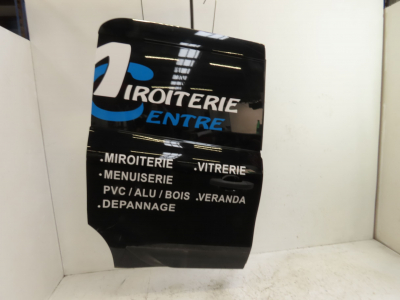 MIROITERIE
CENTRE
.MIROITERIE .VITRERIE
.MENUISERIE
PVC / ALU / BOIS .VERANDA
.DEPANNAGE